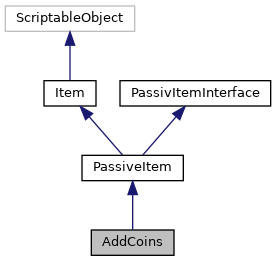 ScriptableObject
Item
PassivItemInterface
PassiveItem
AddCoins